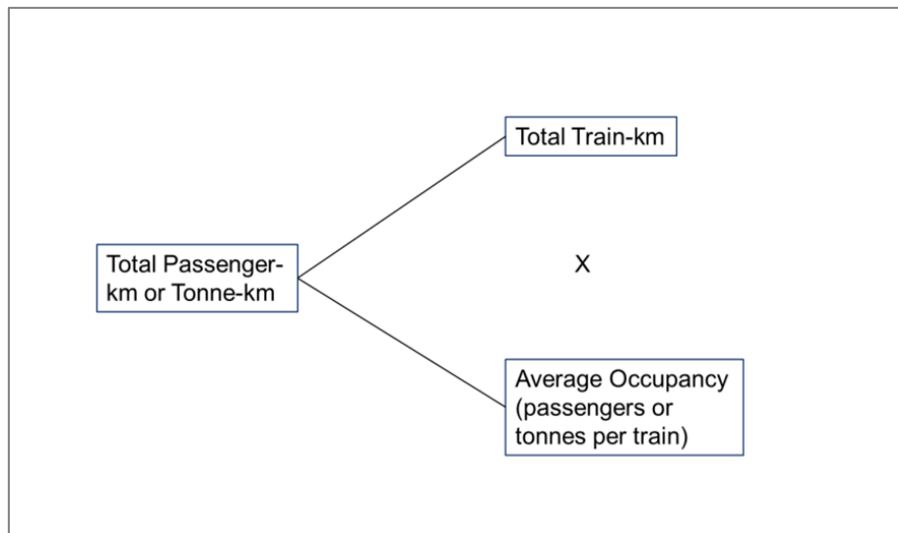 Total Train-km
Total Passenger-
km or Tonne-km
X
Average Occupancy
(passengers or
tonnes per train)